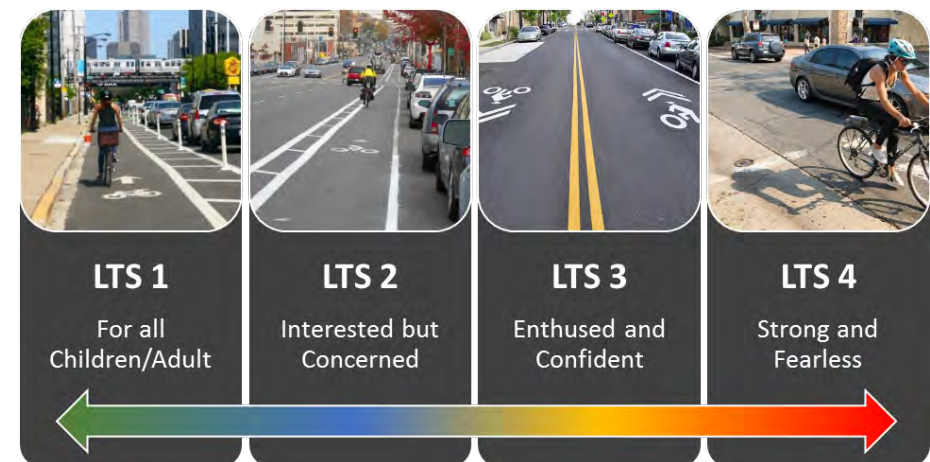 LTS 1
For all
Children/Adult
LTS 2
Interested but
Concerned
LTS 3
Enthused and
Confident
LTS 4
Strong and
Fearless